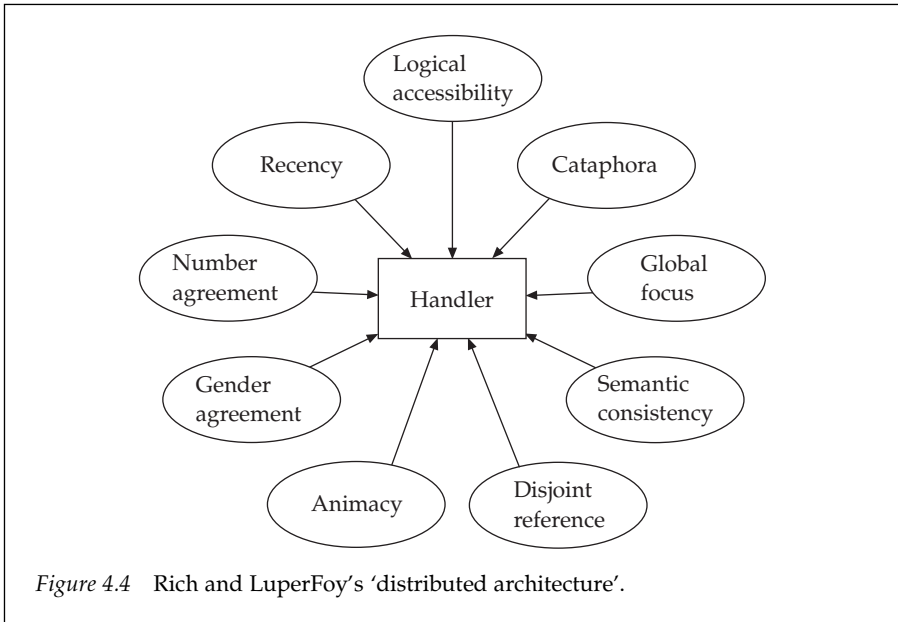 Logical
accessibility
Recency
Cataphora
Number
agreement
Handler
Global
focus
Gender
agreement
Semantic
consistency
Animacy
Disjoint
reference
Figure 4.4 Rich and LuperFoy's 'distributed architecture'.